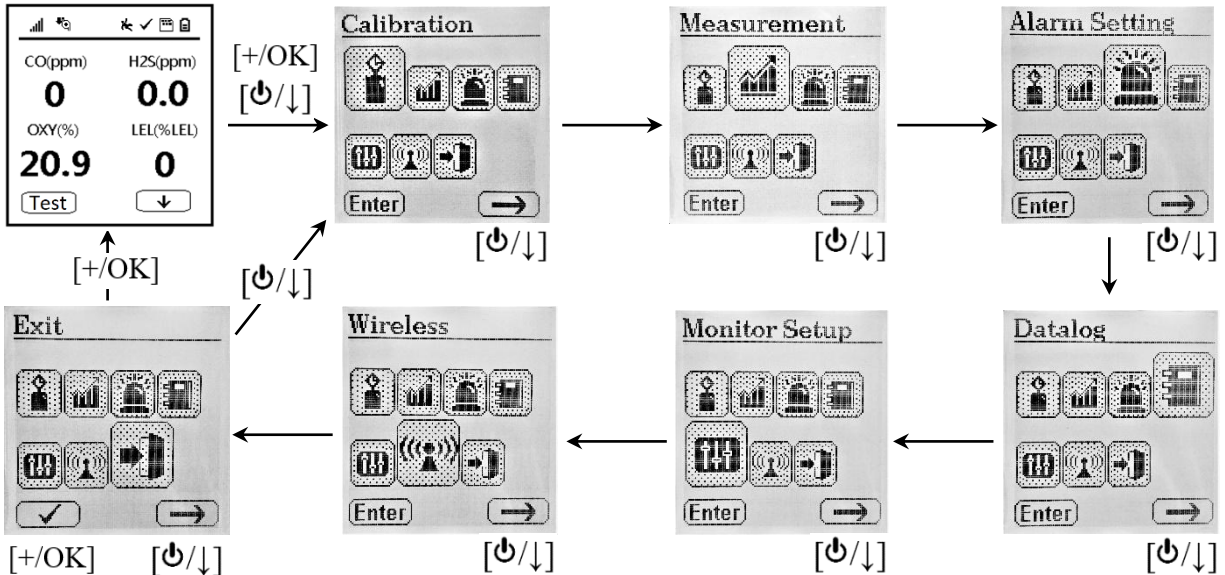 CO(ppm) H2S(ppm)
0 0.0
OXY(%) LEL(%LEL)
20.9 0
Test ↓
[+/OK]
[⏻/↓]
Calibration
Enter →
[⏻/↓]
Measurement
Enter →
[⏻/↓]
Alarm Setting
Enter →
[⏻/↓]
[+/OK]
[⏻/↓]
Exit
✓ →
[+/OK] [⏻/↓]
Wireless
Enter →
[⏻/↓]
Monitor Setup
Enter →
[⏻/↓]
Datalog
Enter →
[⏻/↓]